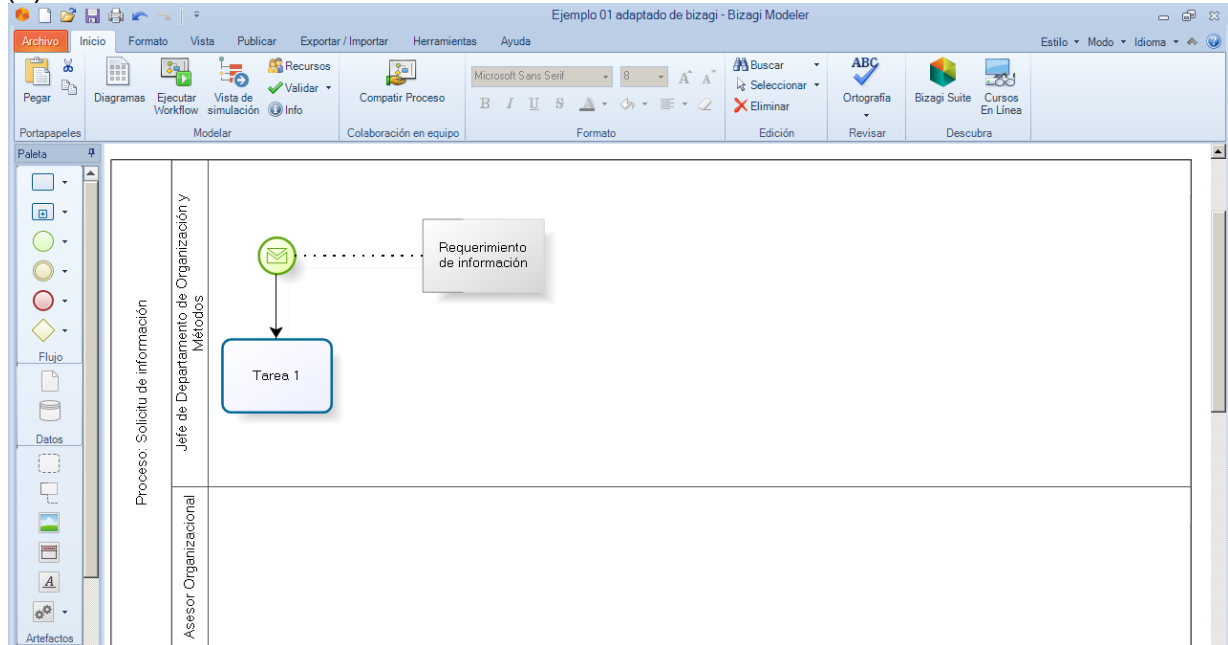 Ejemplo 01 adaptado de bizagi - Bizagi Modeler
Archivo Inicio Formato Vista Publicar Exportar / Importar Herramientas Ayuda
Estilo Modo Idioma
Pegar
Portapapeles
Diagramas
Ejecutar
Workflow
Vista de
simulación
Recursos
Validar
Info
Modelar
Compatir Proceso
Colaboración en equipo
Microsoft Sans Serif 8 A A
B I U S A
Formato
Buscar
Seleccionar
Eliminar
Edición
ABC
Ortografía
Revisar
Bizagi Suite
Cursos
En Línea
Descubra
Paleta
Flujo
Datos
A
Artefactos
Proceso: Solicitu de información
Jefe de Departamento de Organización y
Métodos
Requerimiento
de información
Tarea 1
Asesor Organizacional